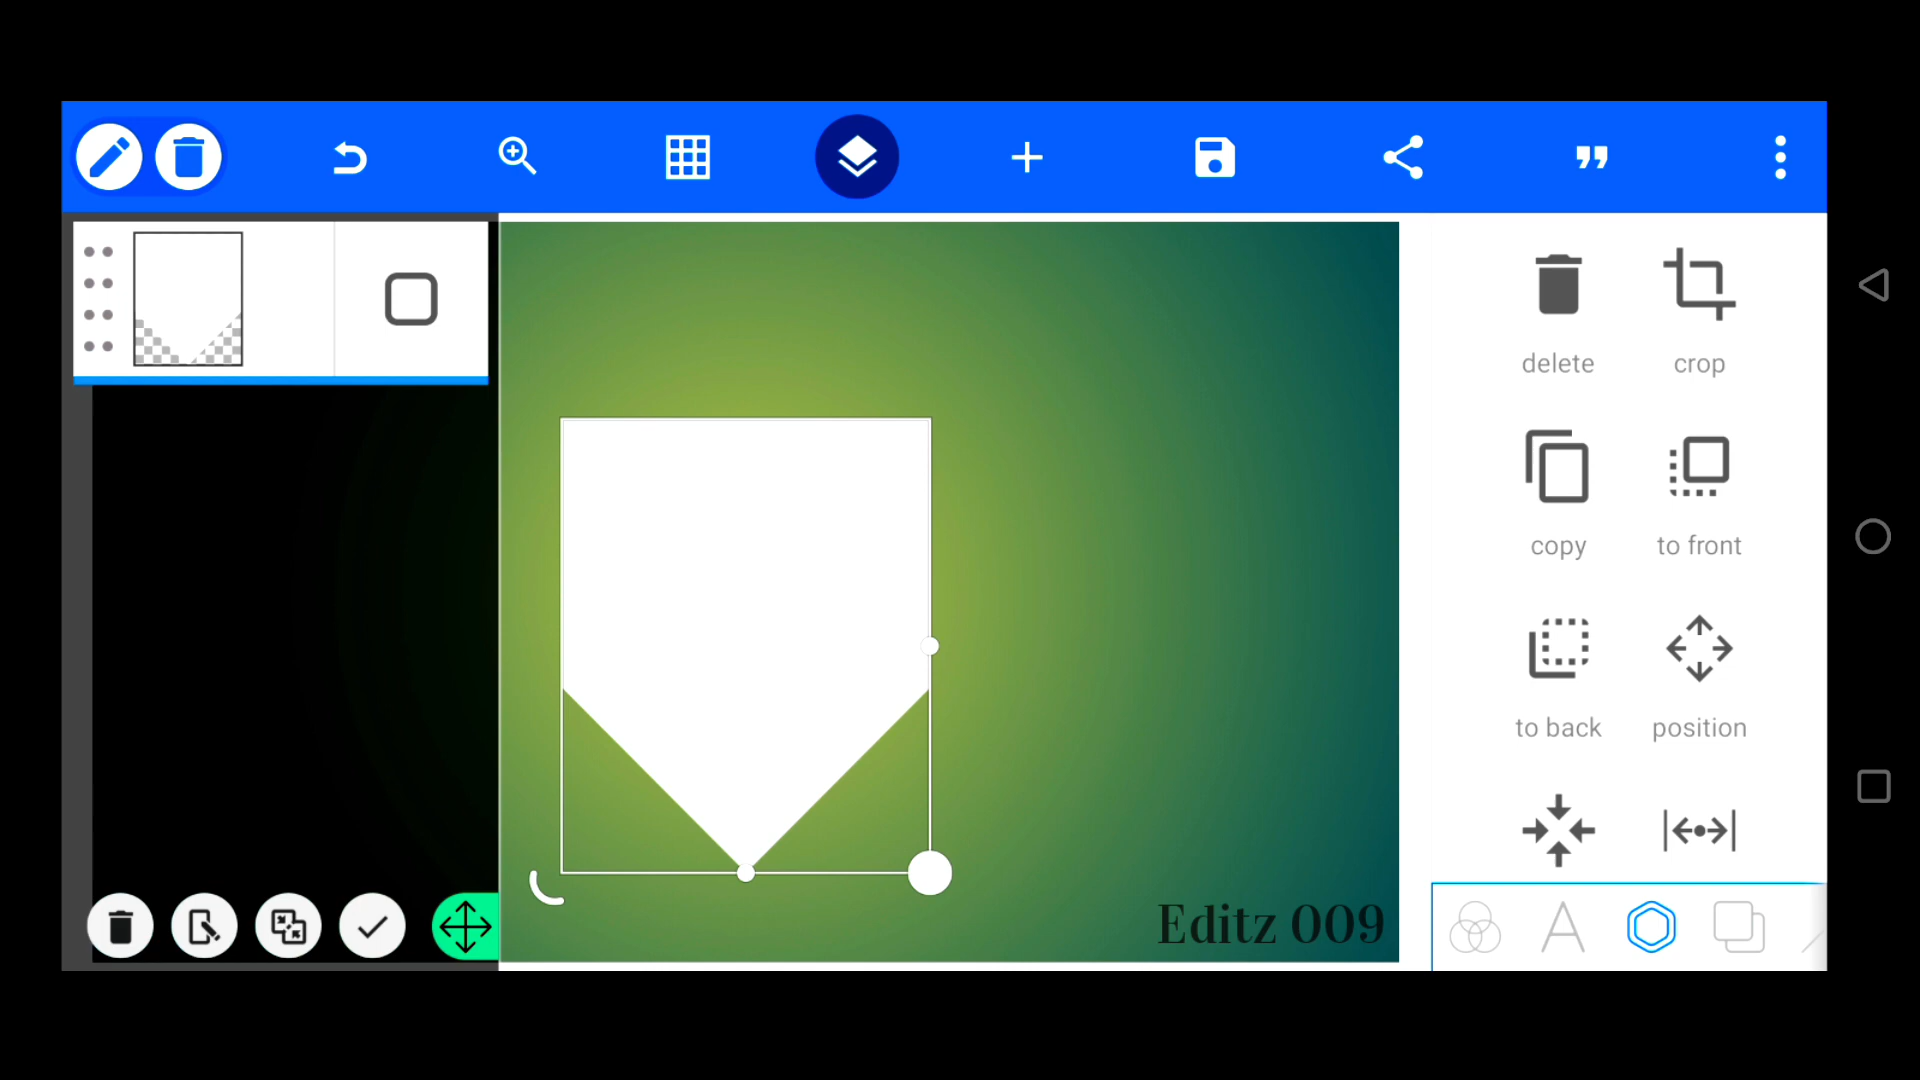 delete
crop
copy
to front
to back
position
Editz 009